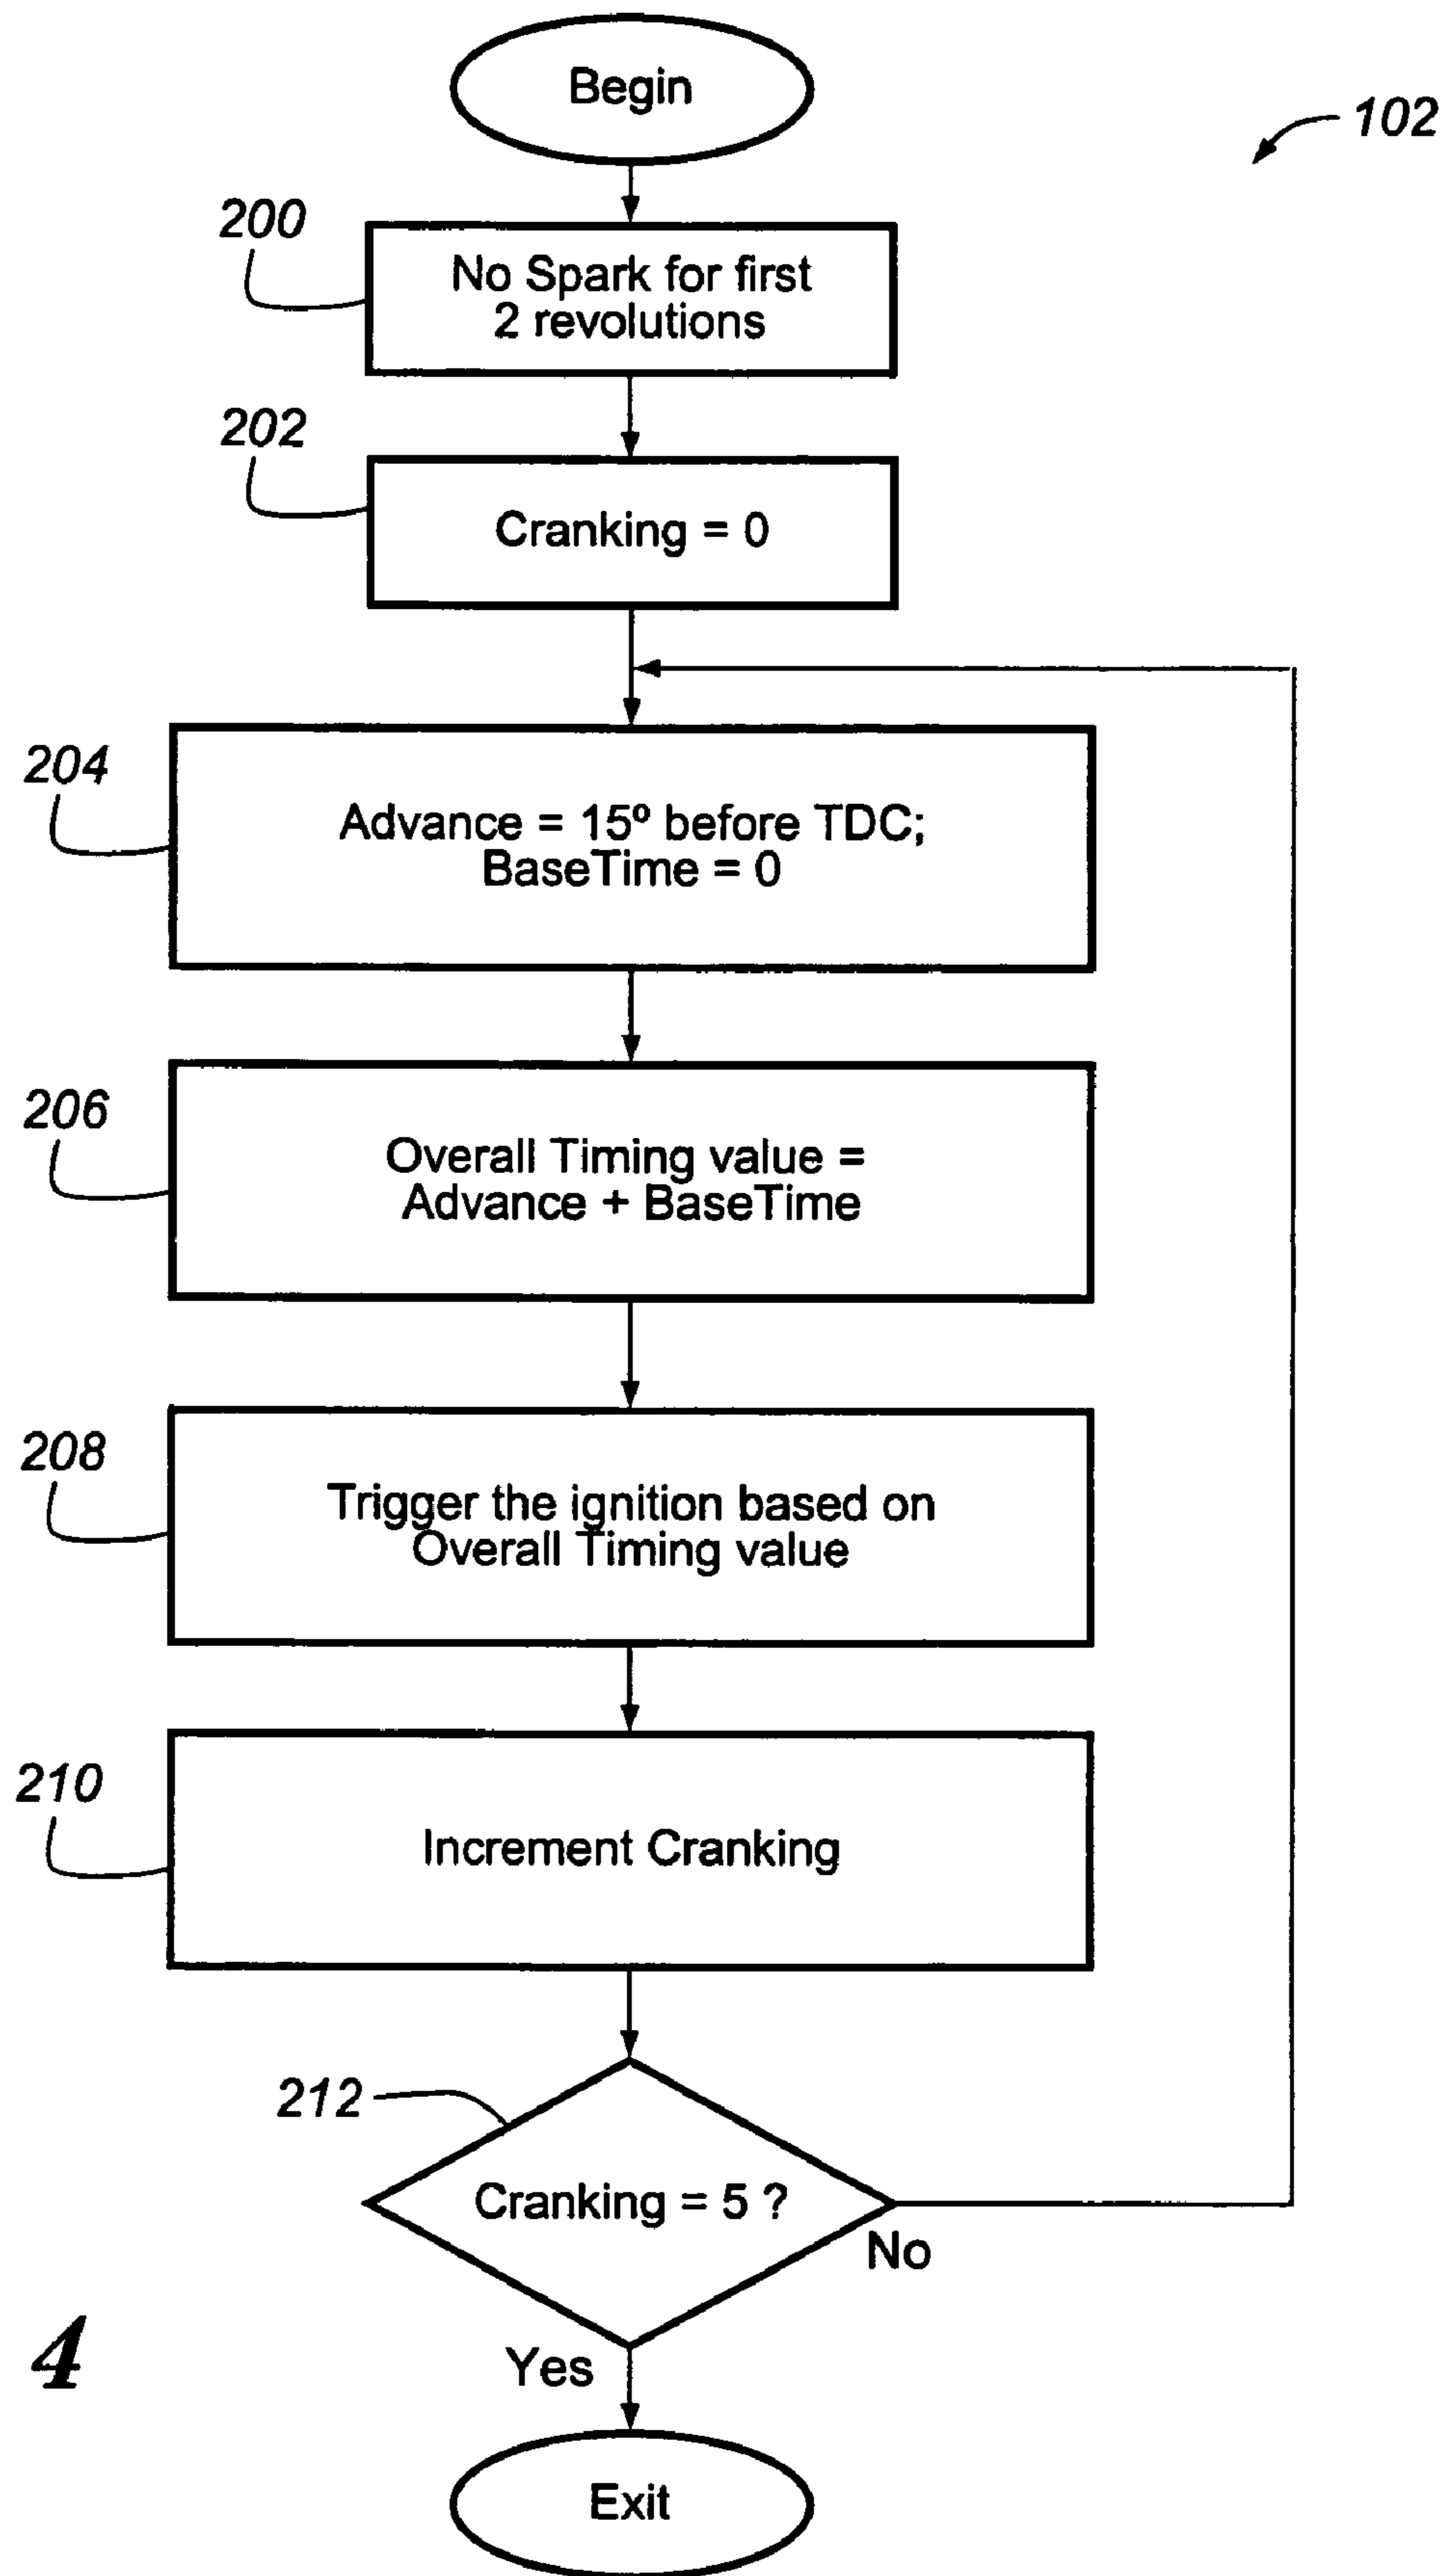 Begin
102
200
No Spark for first
2 revolutions
202
Cranking = 0
204
Advance = 15º before TDC;
BaseTime = 0
206
Overall Timing value =
Advance + BaseTime
208
Trigger the ignition based on
Overall Timing value
210
Increment Cranking
212
Cranking = 5 ?
No
4
Yes
Exit